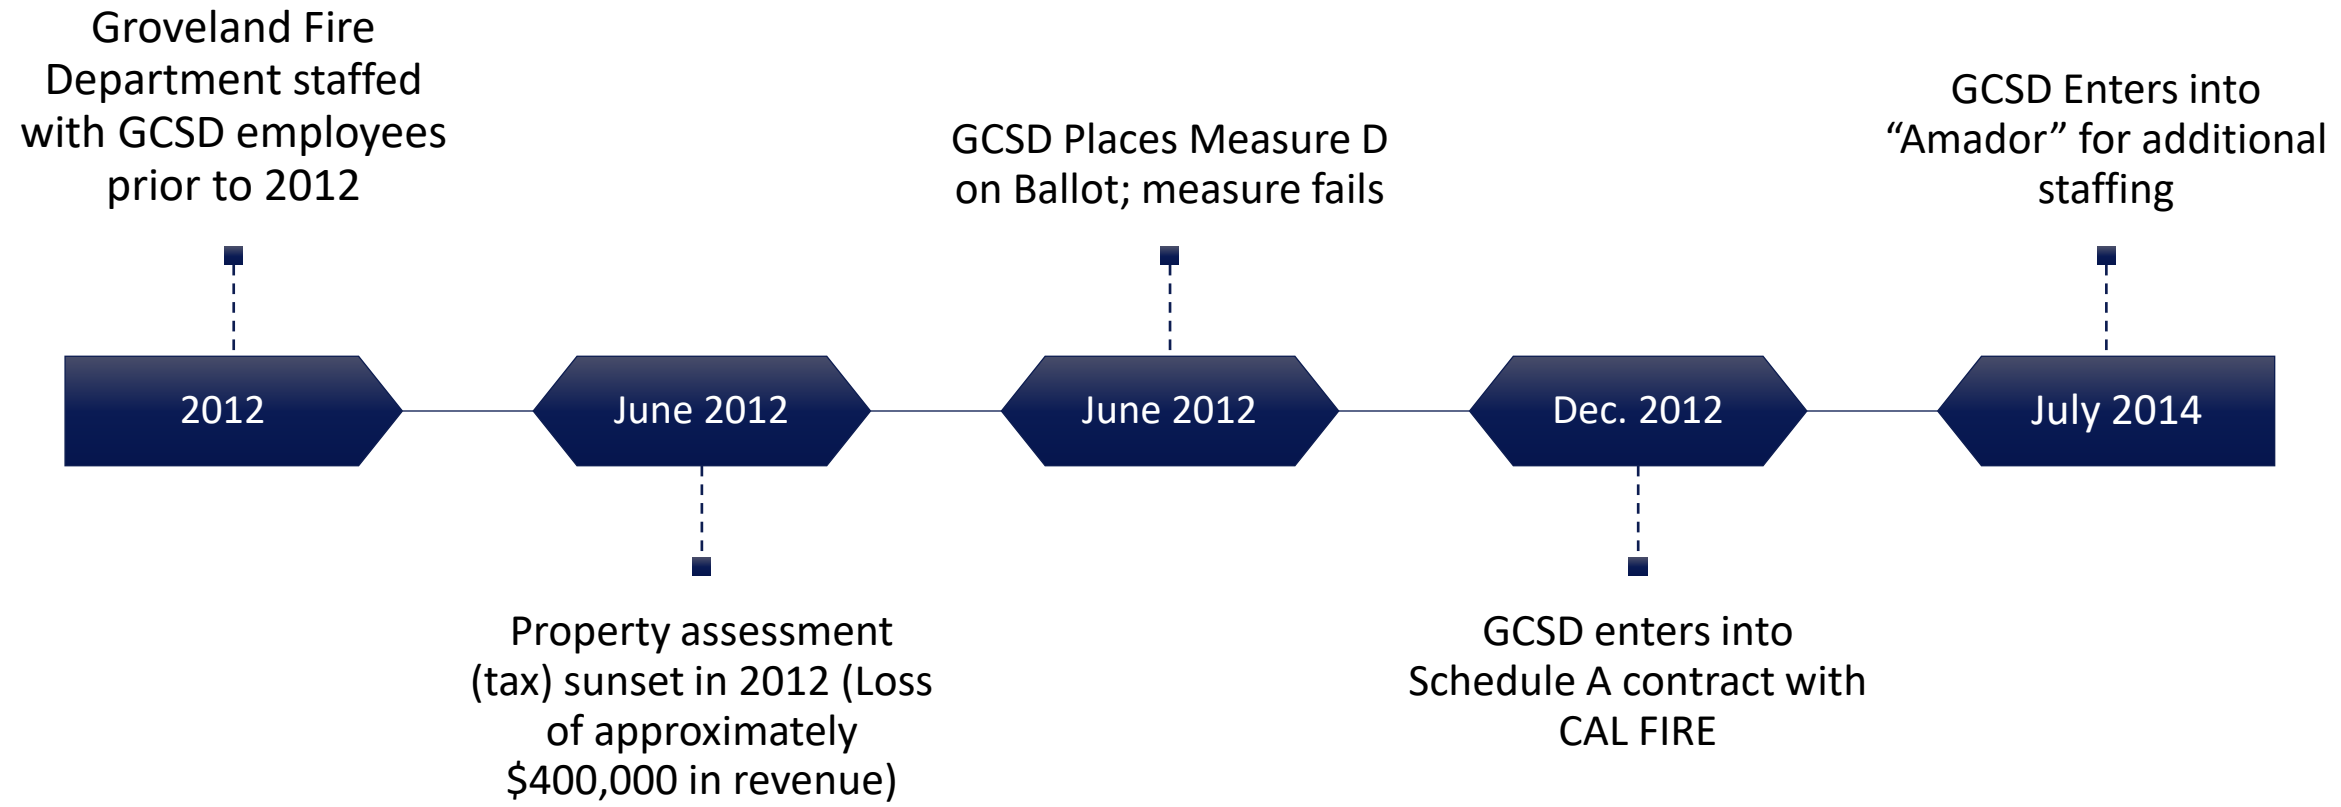 Groveland Fire
Department staffed
with GCSD employees
prior to 2012
2012
June 2012
Property assessment
(tax) sunset in 2012 (Loss
of approximately
$400,000 in revenue)
GCSD Places Measure D
on Ballot; measure fails
June 2012
Dec. 2012
GCSD enters into
Schedule A contract with
CAL FIRE
GCSD Enters into
“Amador” for additional
staffing
July 2014